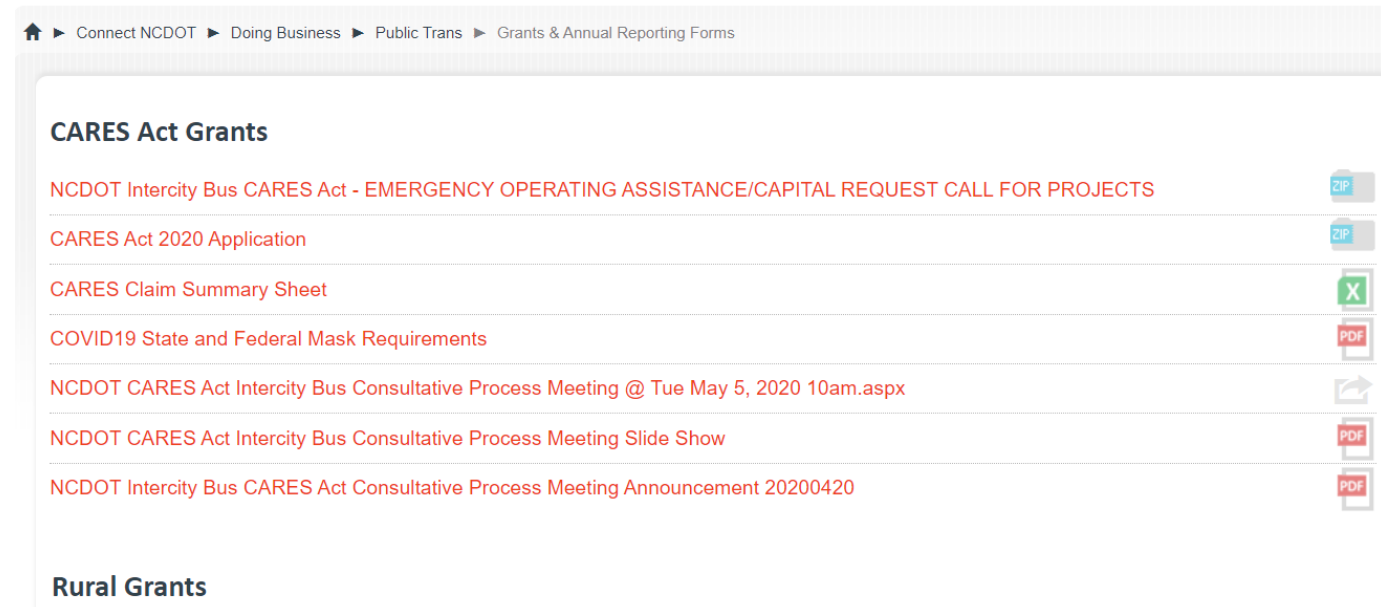 Connect NCDOT ► Doing Business ► Public Trans ► Grants & Annual Reporting Forms
CARES Act Grants
NCDOT Intercity Bus CARES Act - EMERGENCY OPERATING ASSISTANCE/CAPITAL REQUEST CALL FOR PROJECTS
ZIP
CARES Act 2020 Application
ZIP
CARES Claim Summary Sheet
X
COVID19 State and Federal Mask Requirements
PDF
NCDOT CARES Act Intercity Bus Consultative Process Meeting @ Tue May 5, 2020 10am.aspx
NCDOT CARES Act Intercity Bus Consultative Process Meeting Slide Show
PDF
NCDOT Intercity Bus CARES Act Consultative Process Meeting Announcement 20200420
PDF
Rural Grants